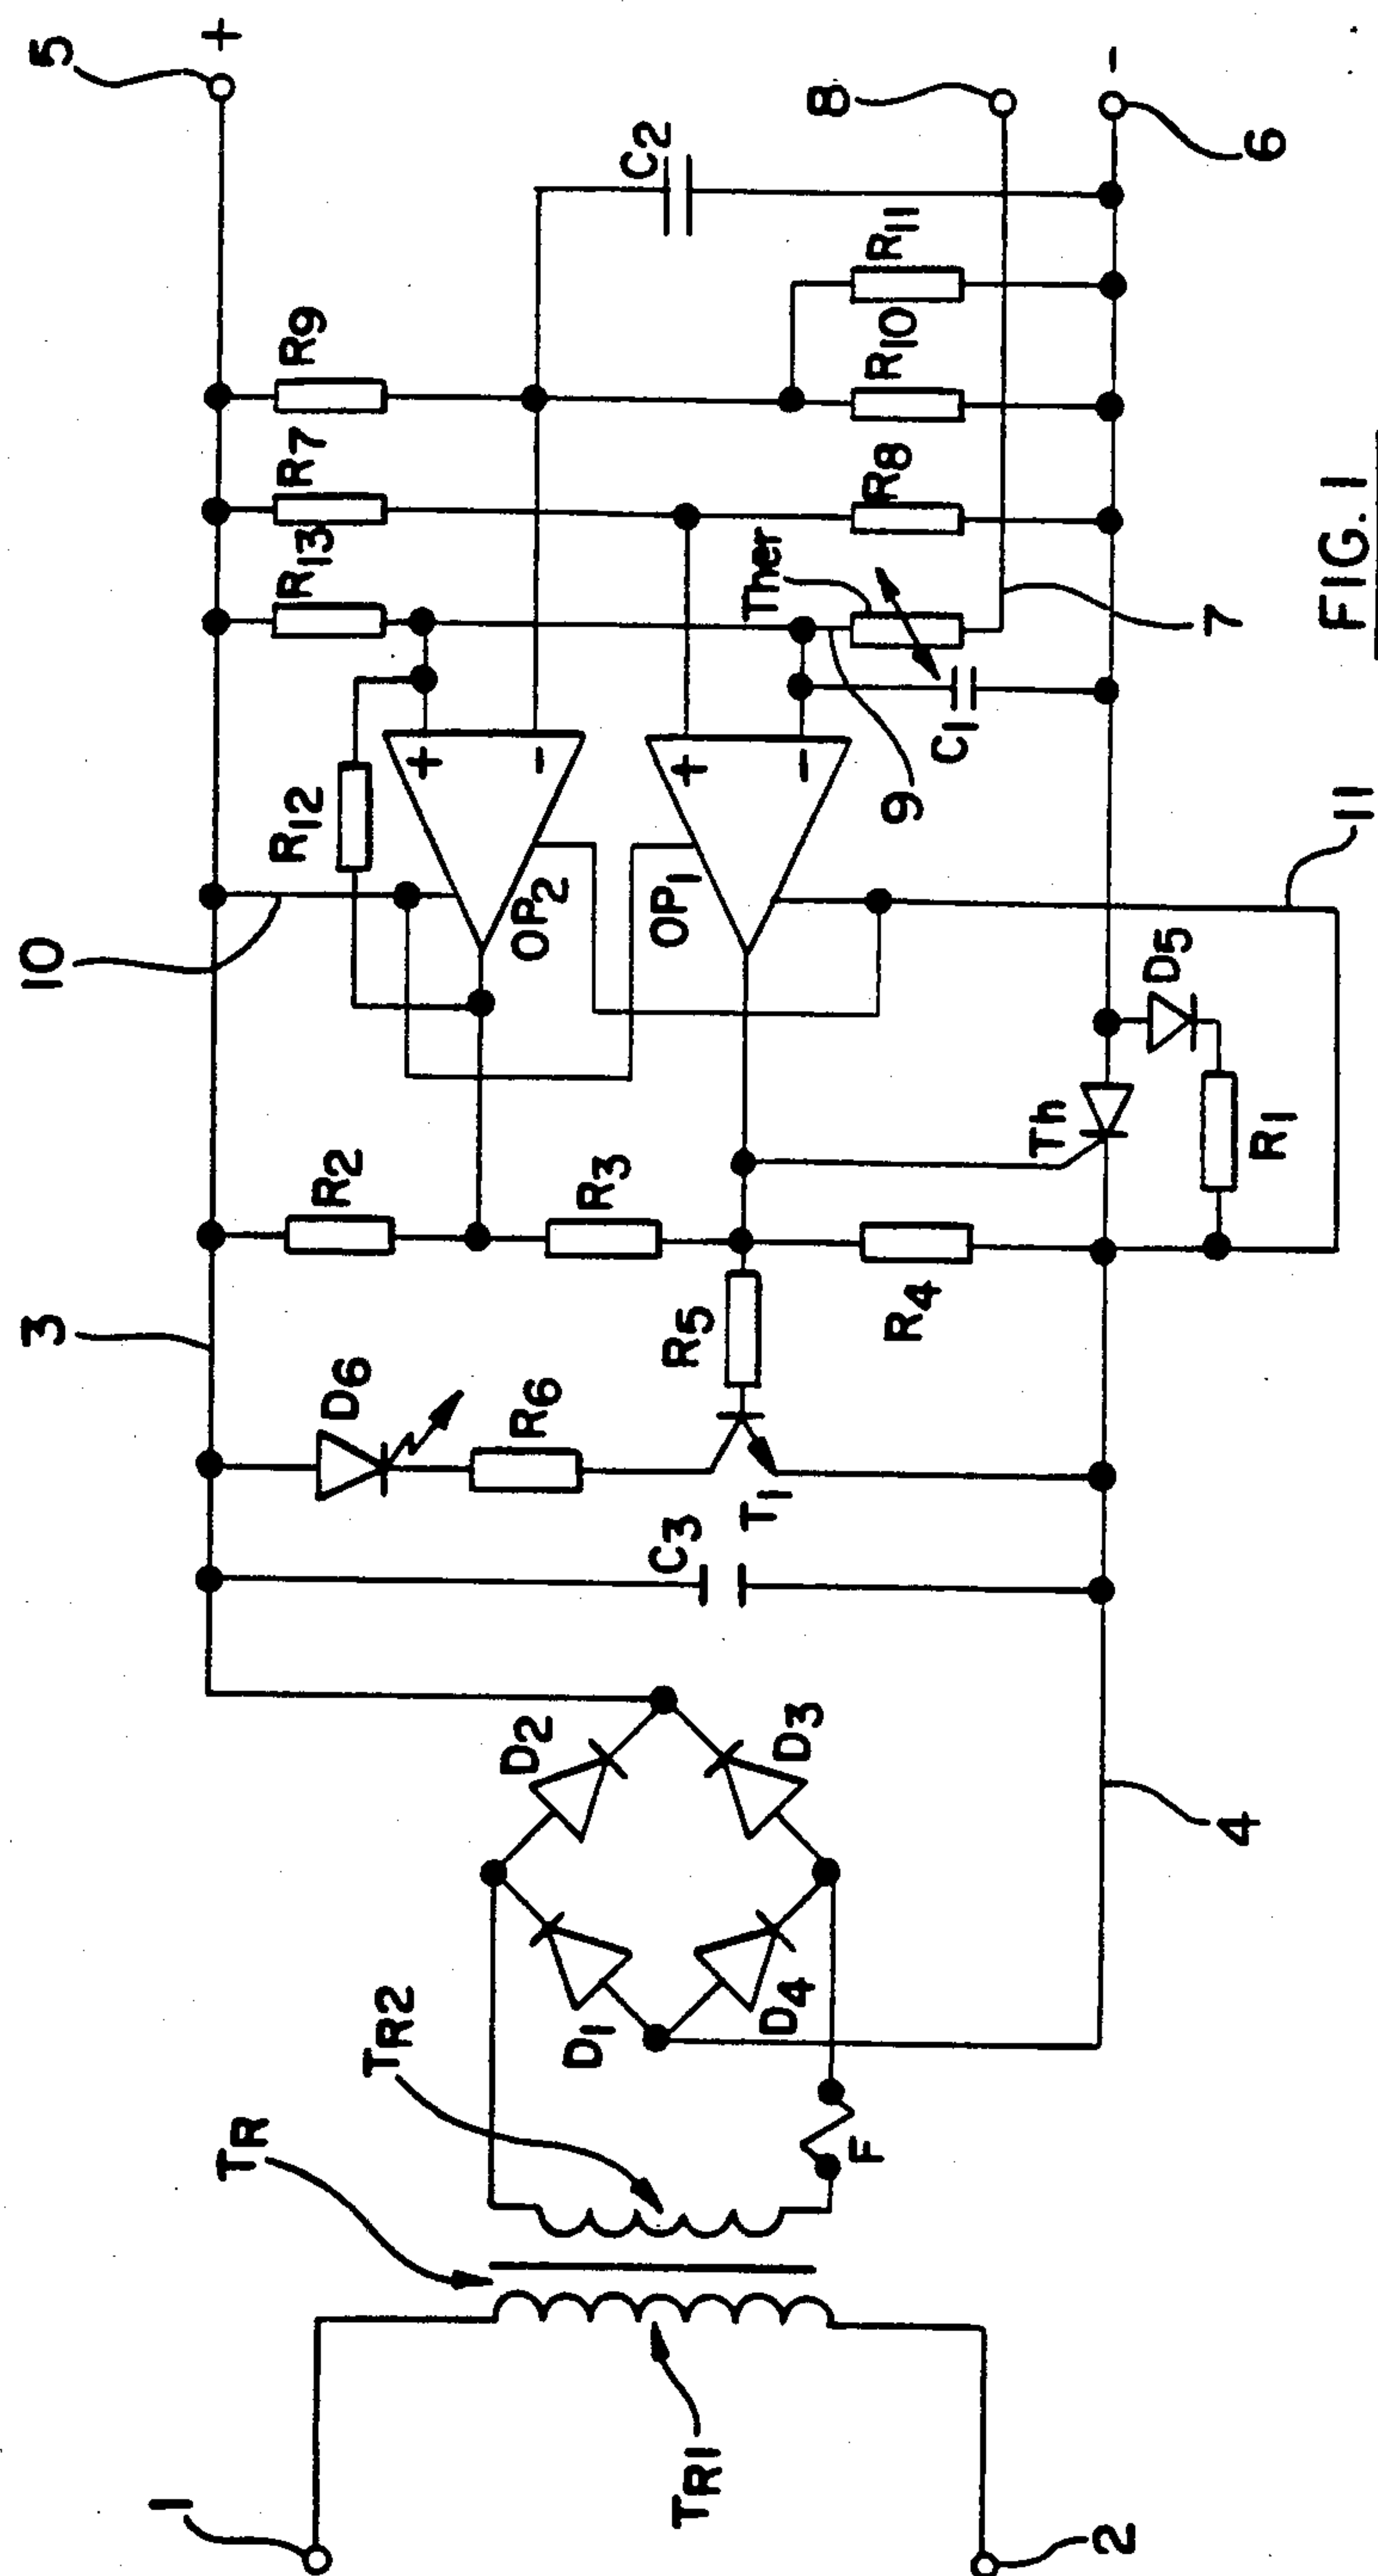 1
2
TR
TR1
TR2
F
D1
D2
D3
D4
3
4
C3
D6
R6
T1
R5
R2
R3
R4
Th
R1
D5
10
11
R12
OP2
+
-
OP1
+
-
9
C1
Ther
7
R13
R7
R8
R9
R10
R11
C2
5
+
8
6
-
FIG. 1